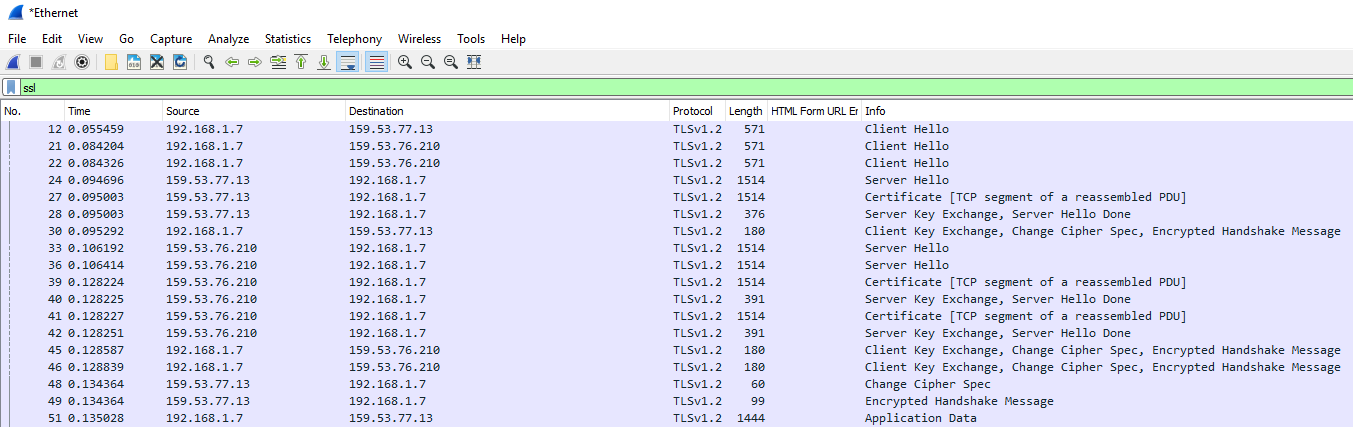 *Ethernet
File Edit View Go Capture Analyze Statistics Telephony Wireless Tools Help
ssl
No. Time Source Destination Protocol Length HTML Form URL Er Info
12 0.055459 192.168.1.7 159.53.77.13 TLSv1.2 571 Client Hello
21 0.084204 192.168.1.7 159.53.76.210 TLSv1.2 571 Client Hello
22 0.084326 192.168.1.7 159.53.76.210 TLSv1.2 571 Client Hello
24 0.094696 159.53.77.13 192.168.1.7 TLSv1.2 1514 Server Hello
27 0.095003 159.53.77.13 192.168.1.7 TLSv1.2 1514 Certificate [TCP segment of a reassembled PDU]
28 0.095003 159.53.77.13 192.168.1.7 TLSv1.2 376 Server Key Exchange, Server Hello Done
30 0.095292 192.168.1.7 159.53.77.13 TLSv1.2 180 Client Key Exchange, Change Cipher Spec, Encrypted Handshake Message
33 0.106192 159.53.76.210 192.168.1.7 TLSv1.2 1514 Server Hello
36 0.106414 159.53.76.210 192.168.1.7 TLSv1.2 1514 Server Hello
39 0.128224 159.53.76.210 192.168.1.7 TLSv1.2 1514 Certificate [TCP segment of a reassembled PDU]
40 0.128225 159.53.76.210 192.168.1.7 TLSv1.2 391 Server Key Exchange, Server Hello Done
41 0.128227 159.53.76.210 192.168.1.7 TLSv1.2 1514 Certificate [TCP segment of a reassembled PDU]
42 0.128251 159.53.76.210 192.168.1.7 TLSv1.2 391 Server Key Exchange, Server Hello Done
45 0.128587 192.168.1.7 159.53.76.210 TLSv1.2 180 Client Key Exchange, Change Cipher Spec, Encrypted Handshake Message
46 0.128839 192.168.1.7 159.53.76.210 TLSv1.2 180 Client Key Exchange, Change Cipher Spec, Encrypted Handshake Message
48 0.134364 159.53.77.13 192.168.1.7 TLSv1.2 60 Change Cipher Spec
49 0.134364 159.53.77.13 192.168.1.7 TLSv1.2 99 Encrypted Handshake Message
51 0.135028 192.168.1.7 159.53.77.13 TLSv1.2 1444 Application Data